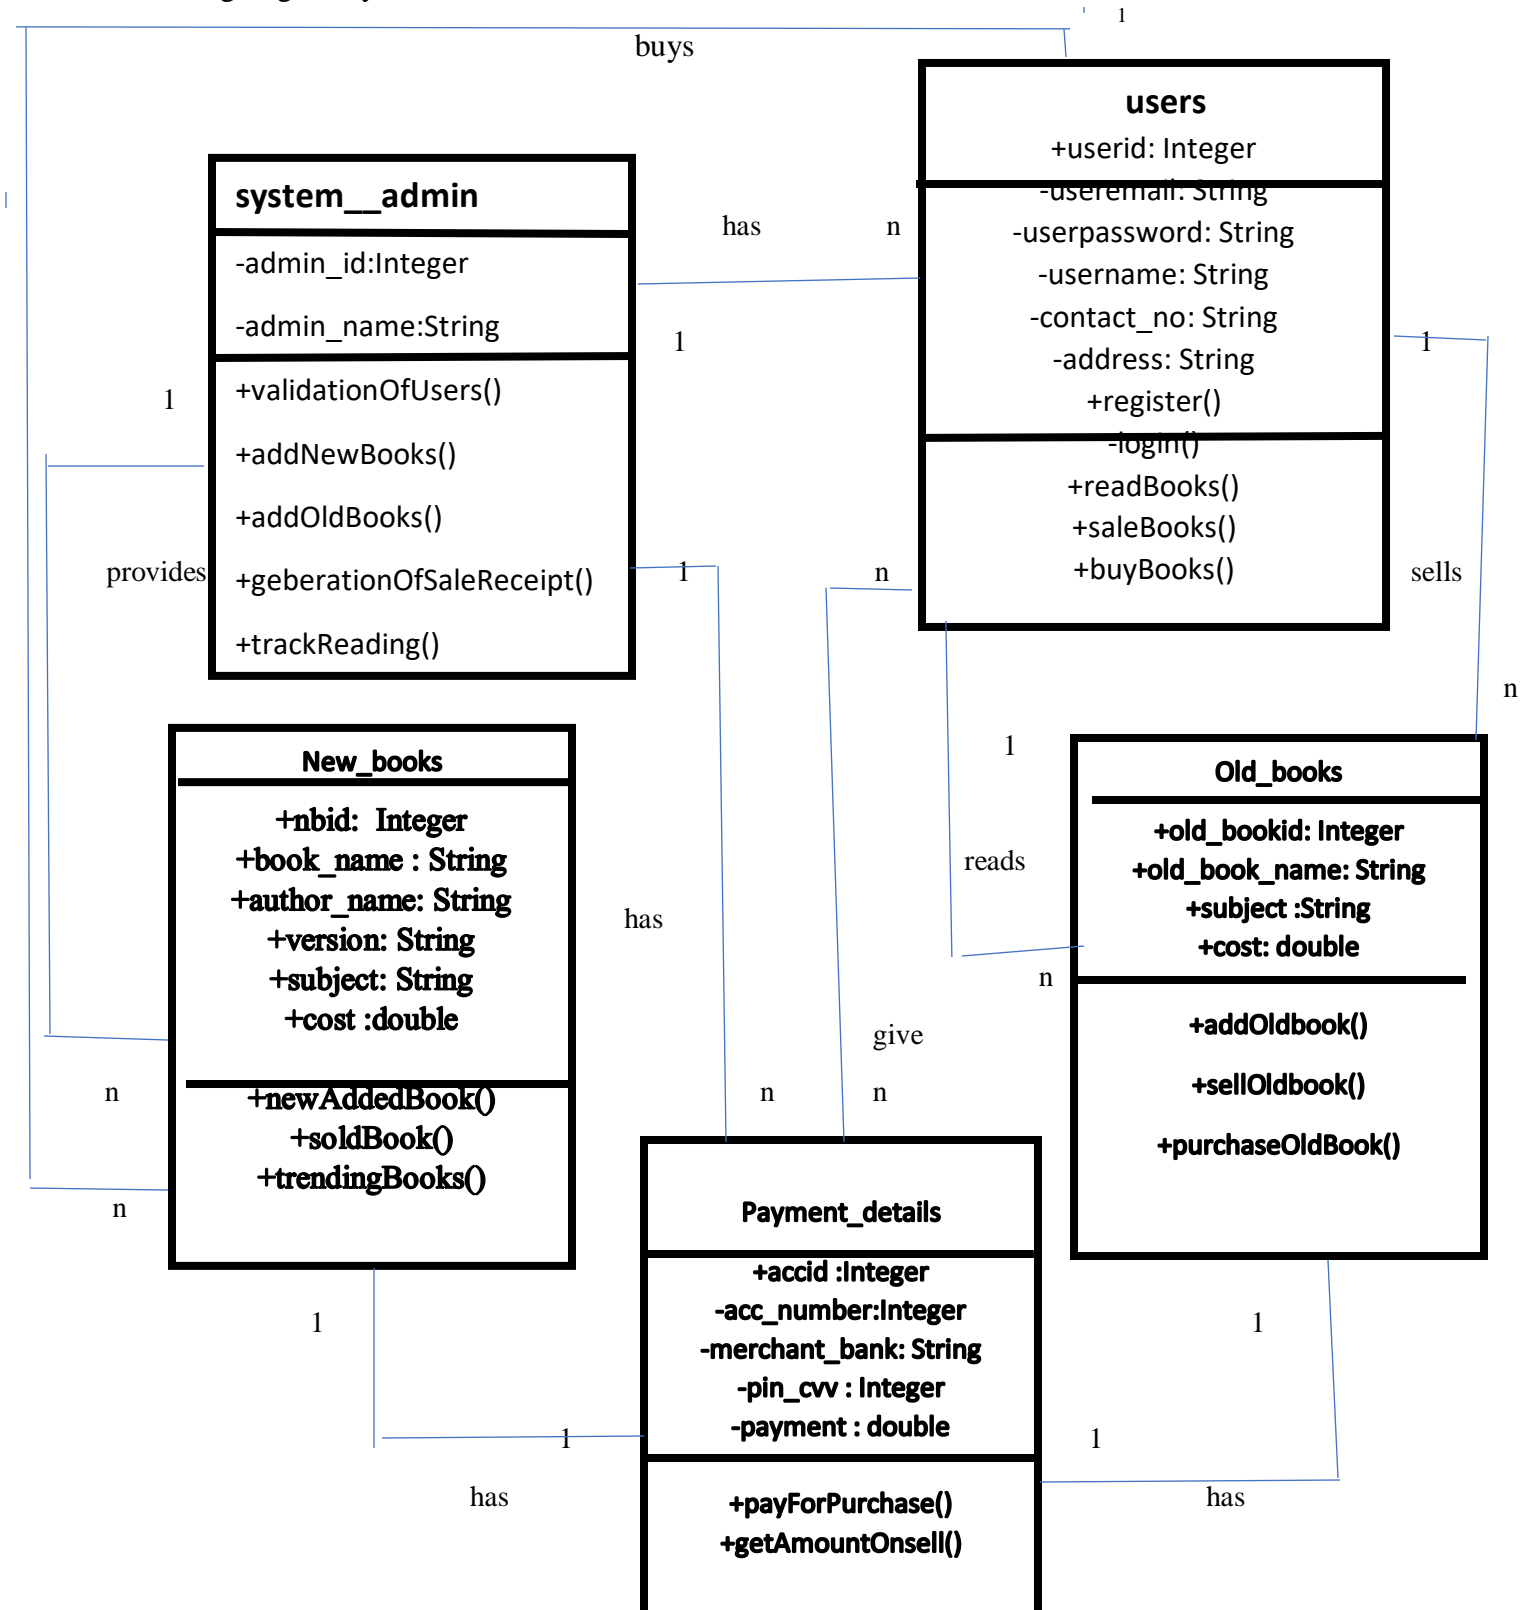 1
buys
users
+userid: Integer
-useremail: String
-userpassword: String
-username: String
-contact_no: String
-address: String
+register()
-login()
+readBooks()
+saleBooks()
+buyBooks()
system__admin
-admin_id:Integer
-admin_name:String
+validationOfUsers()
+addNewBooks()
+addOldBooks()
+geberationOfSaleReceipt()
+trackReading()
has
n
1
1
1
provides
1
n
sells
n
1
reads
n
New_books
+nbid: Integer
+book_name : String
+author_name: String
+version: String
+subject: String
+cost :double
+newAddedBook()
+soldBook()
+trendingBooks()
Old_books
+old_bookid: Integer
+old_book_name: String
+subject :String
+cost: double
+addOldbook()
+sellOldbook()
+purchaseOldBook()
has
give
n
n
n
n
Payment_details
+accid :Integer
-acc_number:Integer
-merchant_bank: String
-pin_cvv : Integer
-payment : double
+payForPurchase()
+getAmountOnsell()
1
1
1
1
has
has